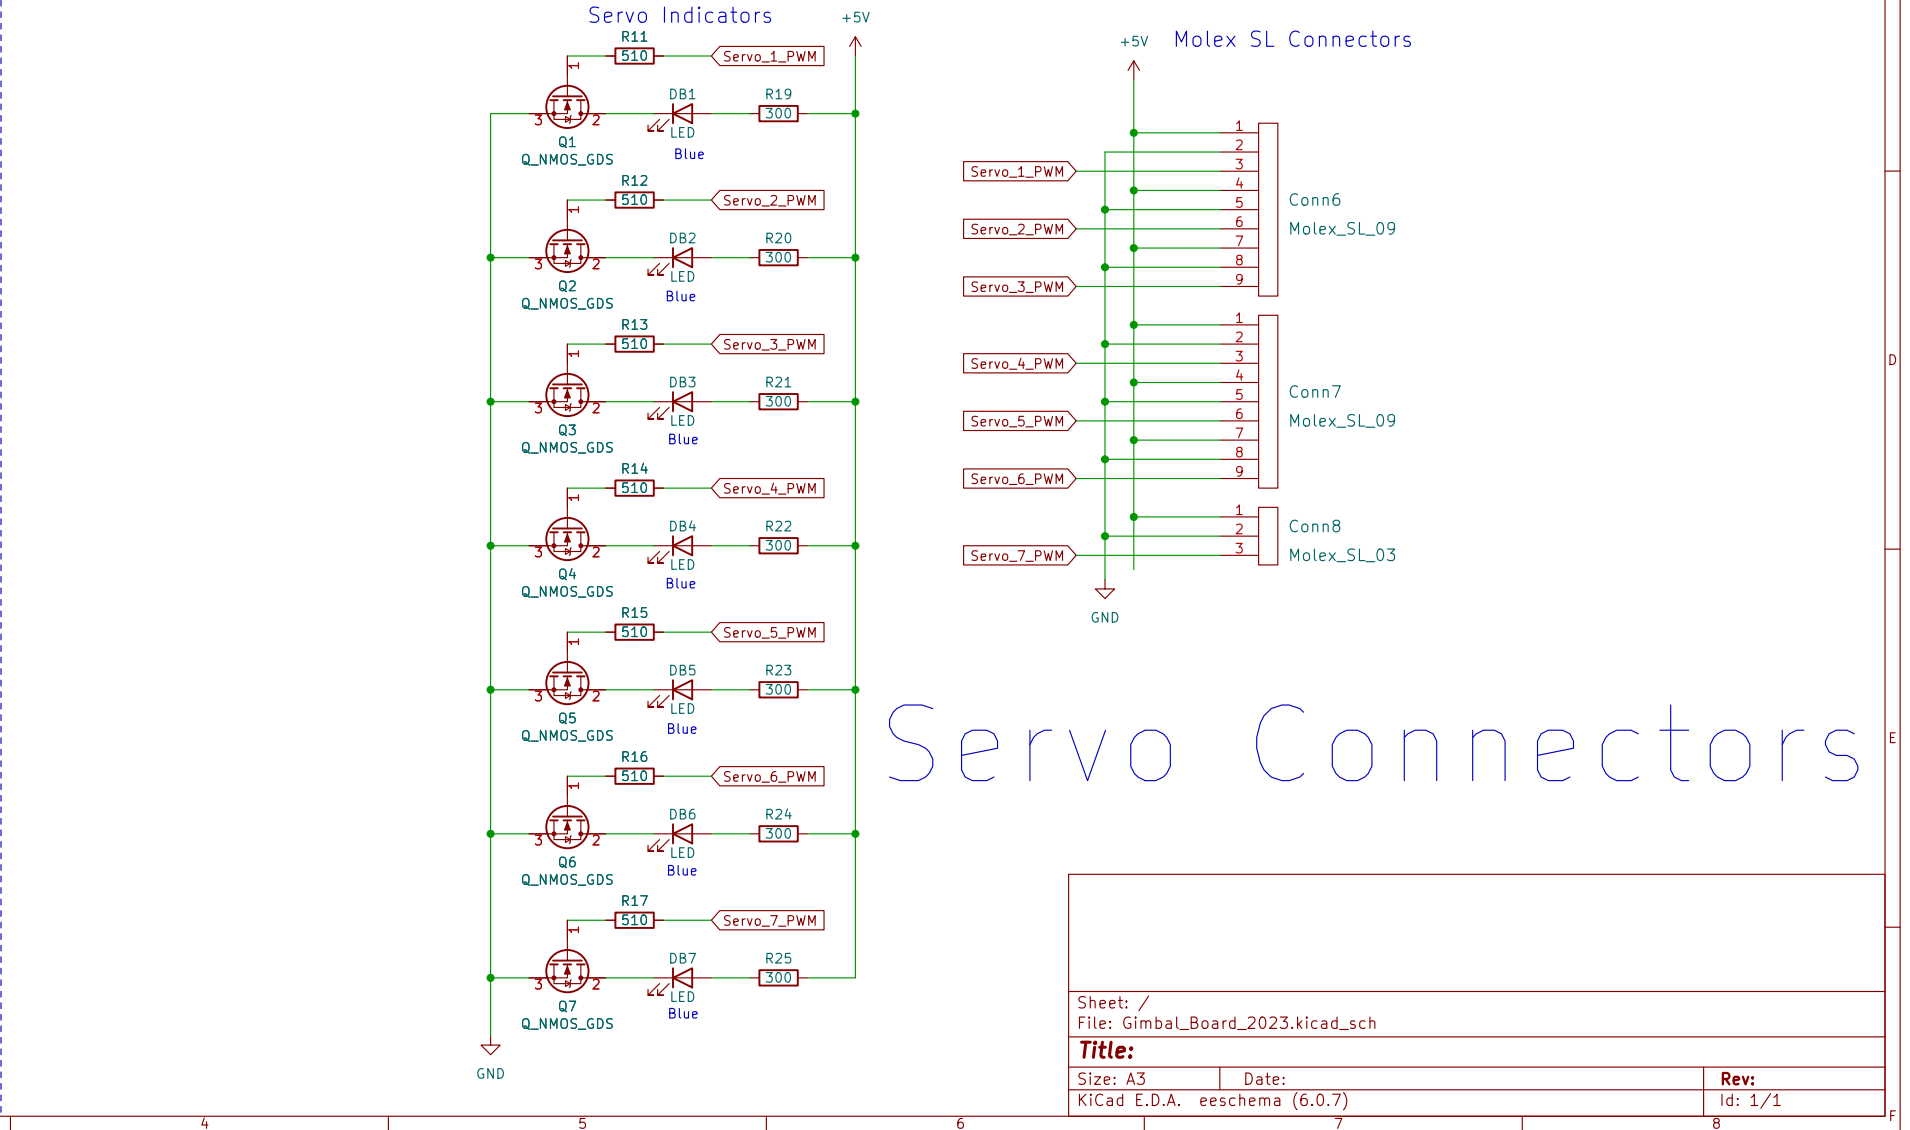 Servo Indicators
+5V
R11
510
Servo_1_PWM
1
DB1
R19
300
3
2
LED
Q1
Q_NMOS_GDS
Blue
R12
510
Servo_2_PWM
1
DB2
R20
300
3
2
LED
Q2
Q_NMOS_GDS
Blue
R13
510
Servo_3_PWM
1
DB3
R21
300
3
2
LED
Q3
Q_NMOS_GDS
Blue
R14
510
Servo_4_PWM
1
DB4
R22
300
3
2
LED
Q4
Q_NMOS_GDS
Blue
R15
510
Servo_5_PWM
1
DB5
R23
300
3
2
LED
Q5
Q_NMOS_GDS
Blue
R16
510
Servo_6_PWM
1
DB6
R24
300
3
2
LED
Q6
Q_NMOS_GDS
Blue
R17
510
Servo_7_PWM
1
DB7
R25
300
3
2
LED
Q7
Q_NMOS_GDS
Blue
GND
+5V
Molex SL Connectors
1
2
Servo_1_PWM 3
4
5
Servo_2_PWM 6
7
8
Servo_3_PWM 9
Conn6
Molex_SL_09
1
2
Servo_4_PWM 3
4
5
Servo_5_PWM 6
7
8
Servo_6_PWM 9
Conn7
Molex_SL_09
1
2
Servo_7_PWM 3
Conn8
Molex_SL_03
GND
Servo Connectors
D
E
F
Sheet: /
File: Gimbal_Board_2023.kicad_sch
Title:
Size: A3 Date: Rev:
KiCad E.D.A. eeschema (6.0.7) Id: 1/1
4 5 6 7 8